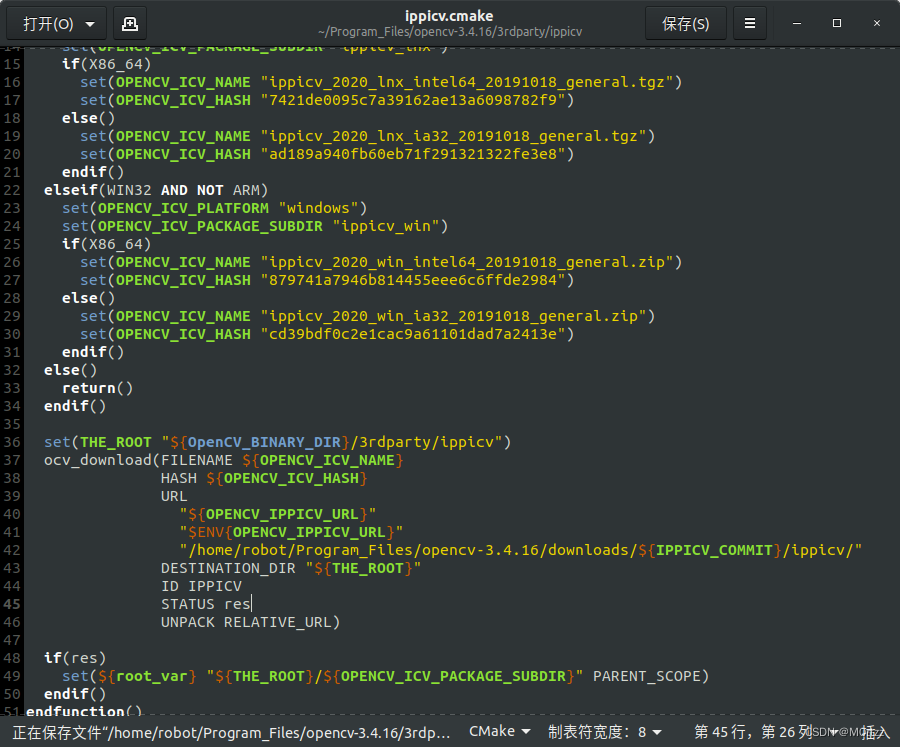 打开(O)
ippicv.cmake
~/Program_Files/opencv-3.4.16/3rdparty/ippicv
保存(S)
14 set(OPENCV_ICV_PACKAGE_SUBDIR "ippicv_lnx")
15 if(X86_64)
16 set(OPENCV_ICV_NAME "ippicv_2020_lnx_intel64_20191018_general.tgz")
17 set(OPENCV_ICV_HASH "7421de0095c7a39162ae13a6098782f9")
18 else()
19 set(OPENCV_ICV_NAME "ippicv_2020_lnx_ia32_20191018_general.tgz")
20 set(OPENCV_ICV_HASH "ad189a940fb60eb71f291321322fe3e8")
21 endif()
22 elseif(WIN32 AND NOT ARM)
23 set(OPENCV_ICV_PLATFORM "windows")
24 set(OPENCV_ICV_PACKAGE_SUBDIR "ippicv_win")
25 if(X86_64)
26 set(OPENCV_ICV_NAME "ippicv_2020_win_intel64_20191018_general.zip")
27 set(OPENCV_ICV_HASH "879741a7946b814455eee6c6ffde2984")
28 else()
29 set(OPENCV_ICV_NAME "ippicv_2020_win_ia32_20191018_general.zip")
30 set(OPENCV_ICV_HASH "cd39bdf0c2e1cac9a61101dad7a2413e")
31 endif()
32 else()
33 return()
34 endif()
35
36 set(THE_ROOT "${OpenCV_BINARY_DIR}/3rdparty/ippicv")
37 ocv_download(FILENAME ${OPENCV_ICV_NAME}
38 HASH ${OPENCV_ICV_HASH}
39 URL
40 "${OPENCV_IPPICV_URL}"
41 "$ENV{OPENCV_IPPICV_URL}"
42 "/home/robot/Program_Files/opencv-3.4.16/downloads/${IPPICV_COMMIT}/ippicv/"
43 DESTINATION_DIR "${THE_ROOT}"
44 ID IPPICV
45 STATUS res
46 UNPACK RELATIVE_URL)
47
48 if(res)
49 set(${root_var} "${THE_ROOT}/${OPENCV_ICV_PACKAGE_SUBDIR}" PARENT_SCOPE)
50 endif()
51 endfunction()
正在保存文件“/home/robot/Program_Files/opencv-3.4.16/3rdp…
CMake
制表符宽度：8
第 45 行，第 26 列
插入